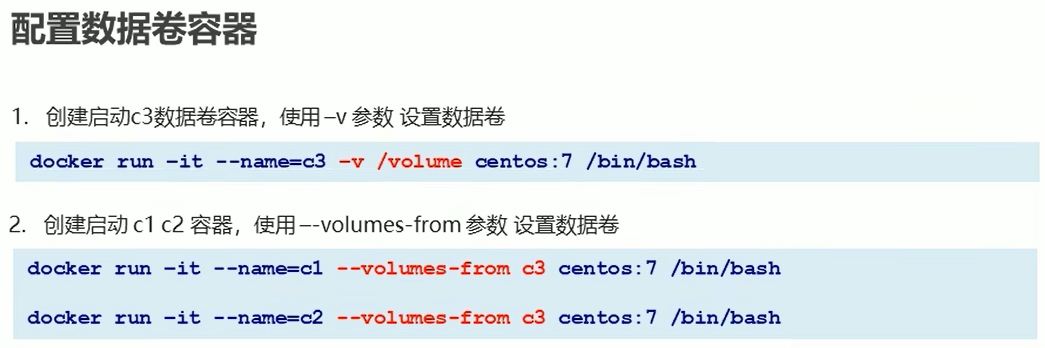 配置数据卷容器
1. 创建启动c3数据卷容器，使用 –v 参数 设置数据卷
docker run –it --name=c3 –v /volume centos:7 /bin/bash
2. 创建启动 c1 c2 容器，使用 –-volumes-from 参数 设置数据卷
docker run –it --name=c1 --volumes-from c3 centos:7 /bin/bash
docker run –it --name=c2 --volumes-from c3 centos:7 /bin/bash